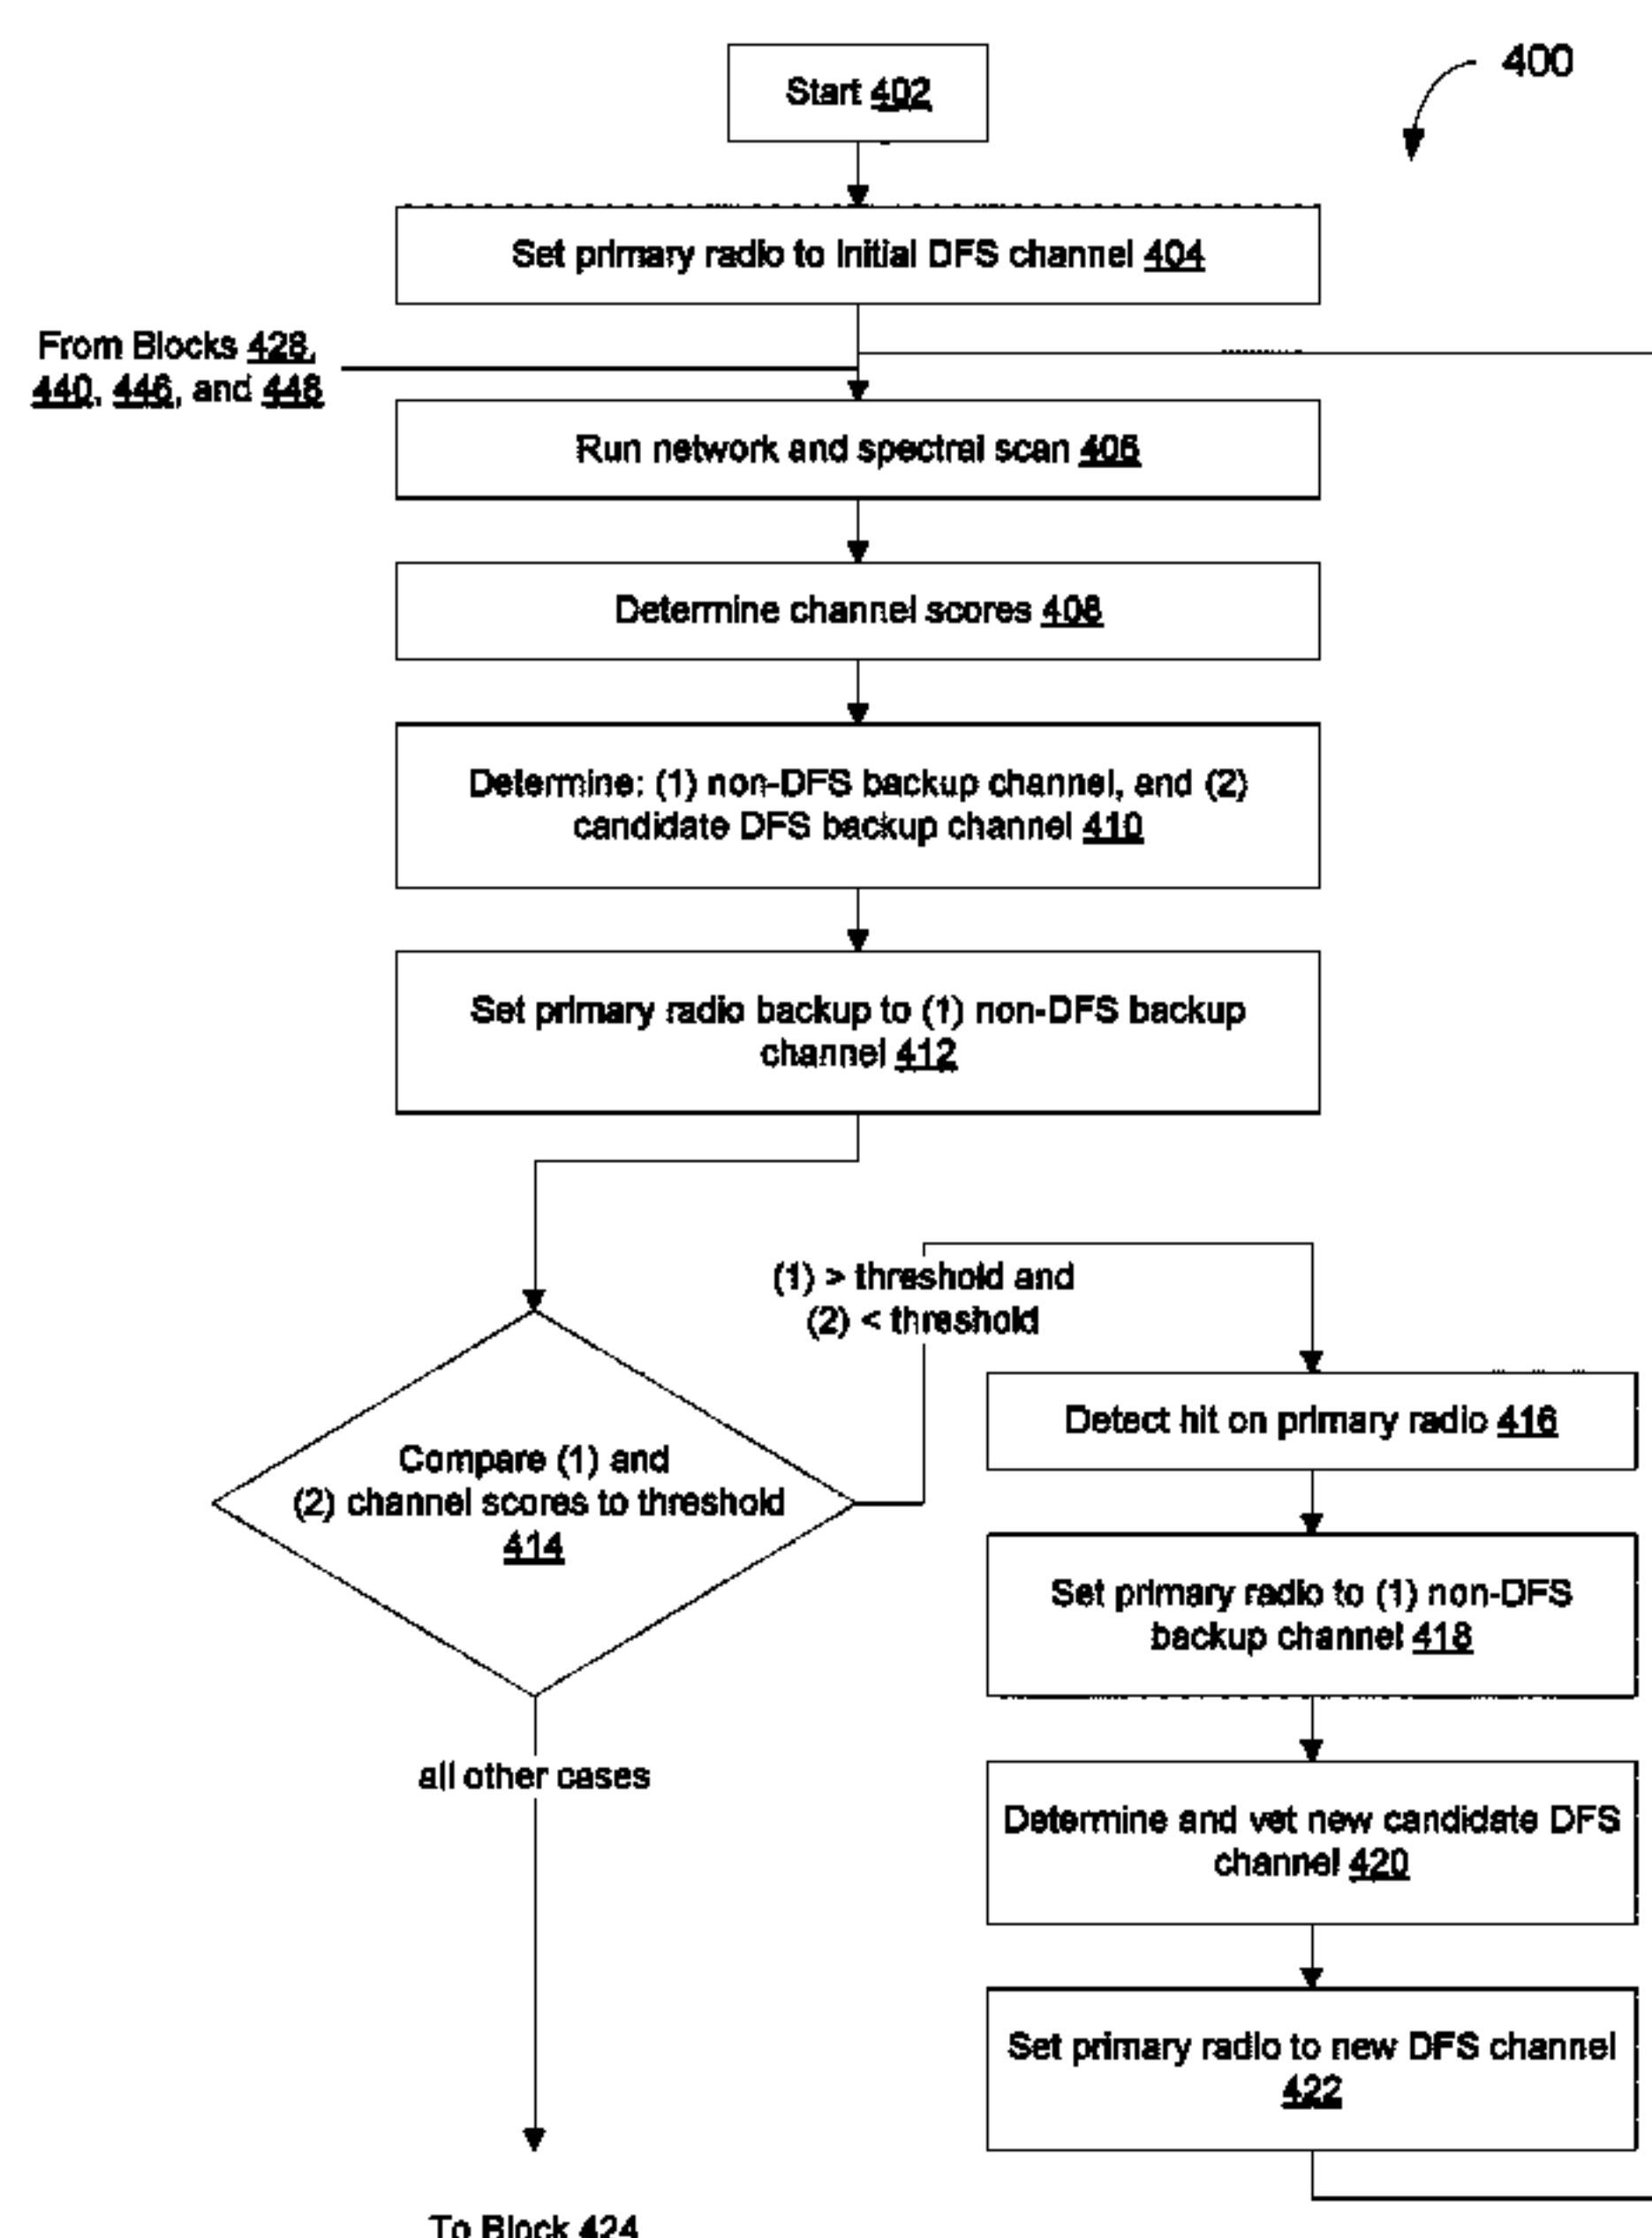 400
Start 402
Set primary radio to initial DFS channel 404
From Blocks 428,
440, 446, and 448
Run network and spectral scan 406
Determine channel scores 408
Determine: (1) non-DFS backup channel, and (2)
candidate DFS backup channel 410
Set primary radio backup to (1) non-DFS backup
channel 412
(1) > threshold and
(2) < threshold
Compare (1) and
(2) channel scores to threshold
414
Detect hit on primary radio 416
Set primary radio to (1) non-DFS
backup channel 418
all other cases
Determine and vet new candidate DFS
channel 420
Set primary radio to new DFS channel
422
To Block 424